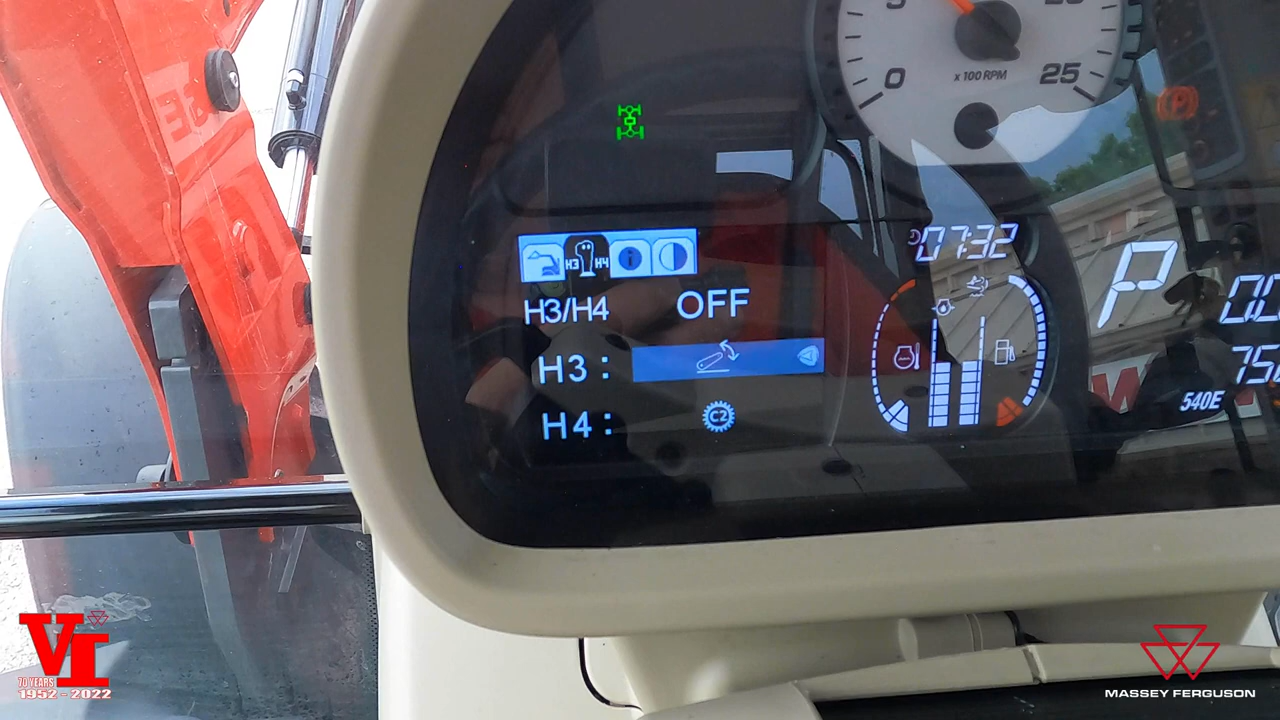 0
25
x 100 RPM
P
H3 H4
07:32
H3/H4 OFF
P
H3 :
H4 : C2
540E
VI
70 YEARS
1952 - 2022
MASSEY FERGUSON